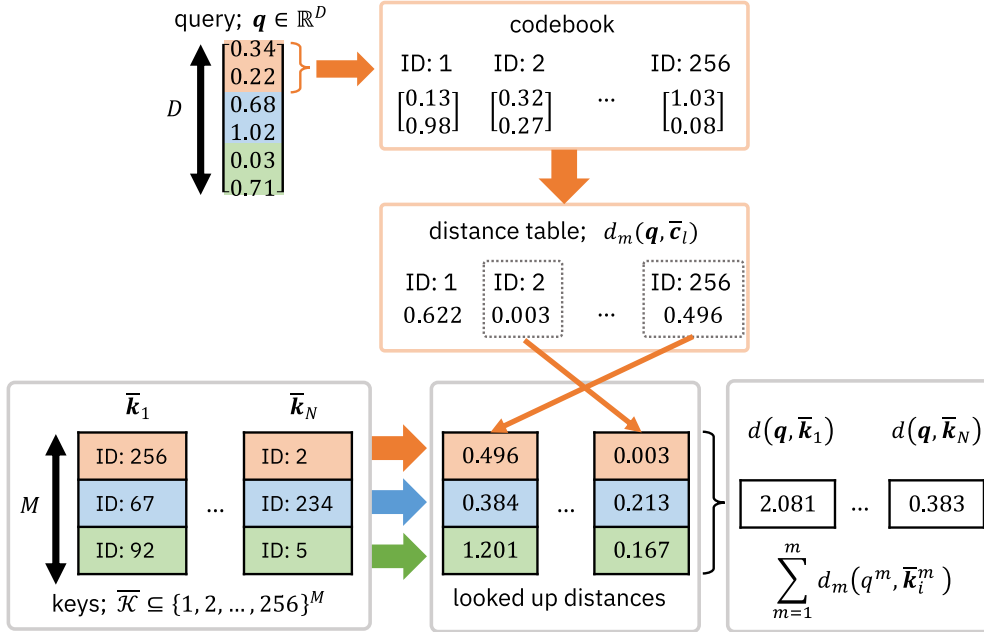 query; q ∈ ℝ^D
0.34
0.22
0.68
1.02
0.03
0.71
D
codebook
ID: 1 ID: 2 ID: 256
[0.13 0.98] [0.32 0.27] ... [1.03 0.08]
distance table; d_m(q, c̅_l)
ID: 1 ID: 2 ID: 256
0.622 0.003 ... 0.496
k̅_1 k̅_N
M
ID: 256 ID: 2
ID: 67 ... ID: 234
ID: 92 ID: 5
keys; 𝒦̅ ⊆ {1, 2, ..., 256}^M
0.496 0.003
0.384 ... 0.213
1.201 0.167
looked up distances
d(q, k̅_1) d(q, k̅_N)
2.081 ... 0.383
∑_{m=1}^{m} d_m(q^m, k̅_i^m)